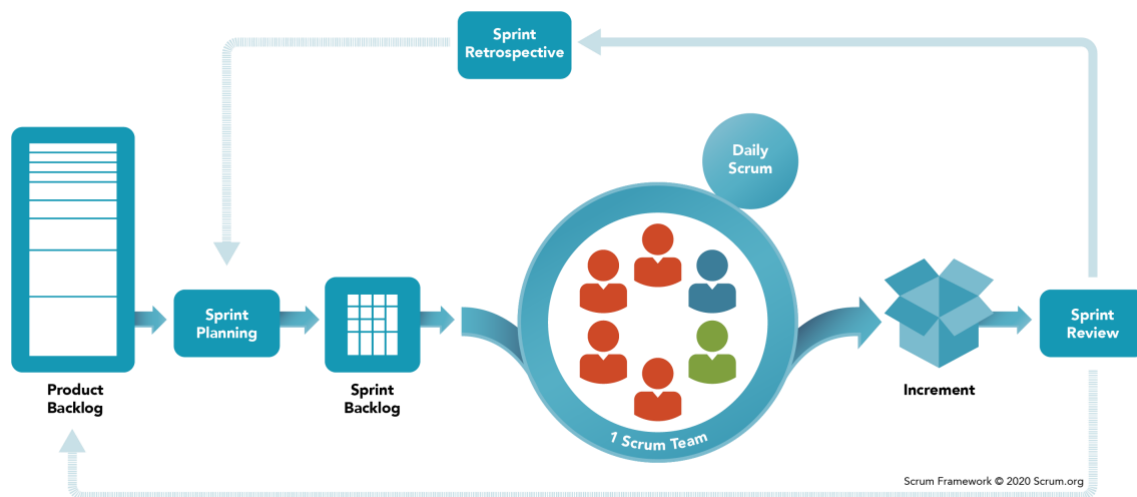 Sprint
Retrospective
Daily
Scrum
Sprint
Planning
Sprint
Review
Product
Backlog
Sprint
Backlog
Increment
1 Scrum Team
Scrum Framework © 2020 Scrum.org